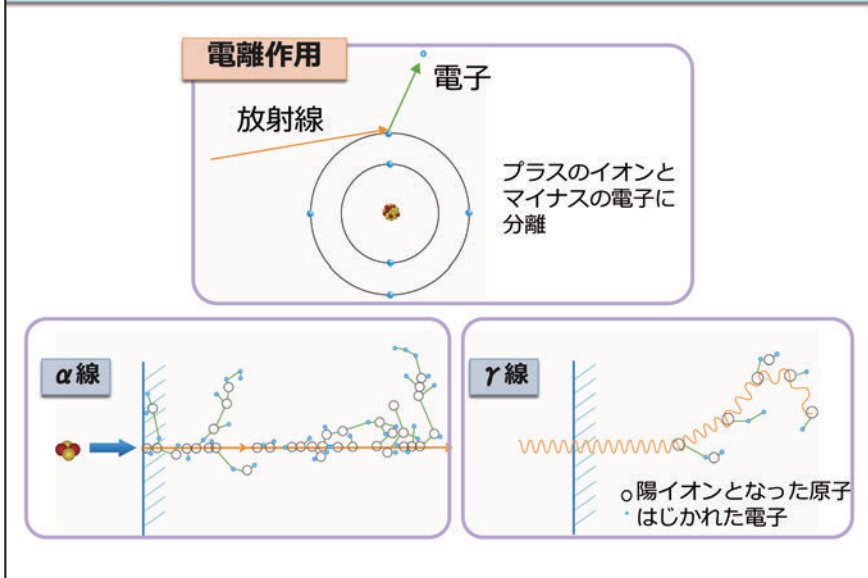 電離作用
電子
放射線
プラスのイオンと
マイナスの電子に
分離
α線
γ線
陽イオンとなった原子
はじかれた電子